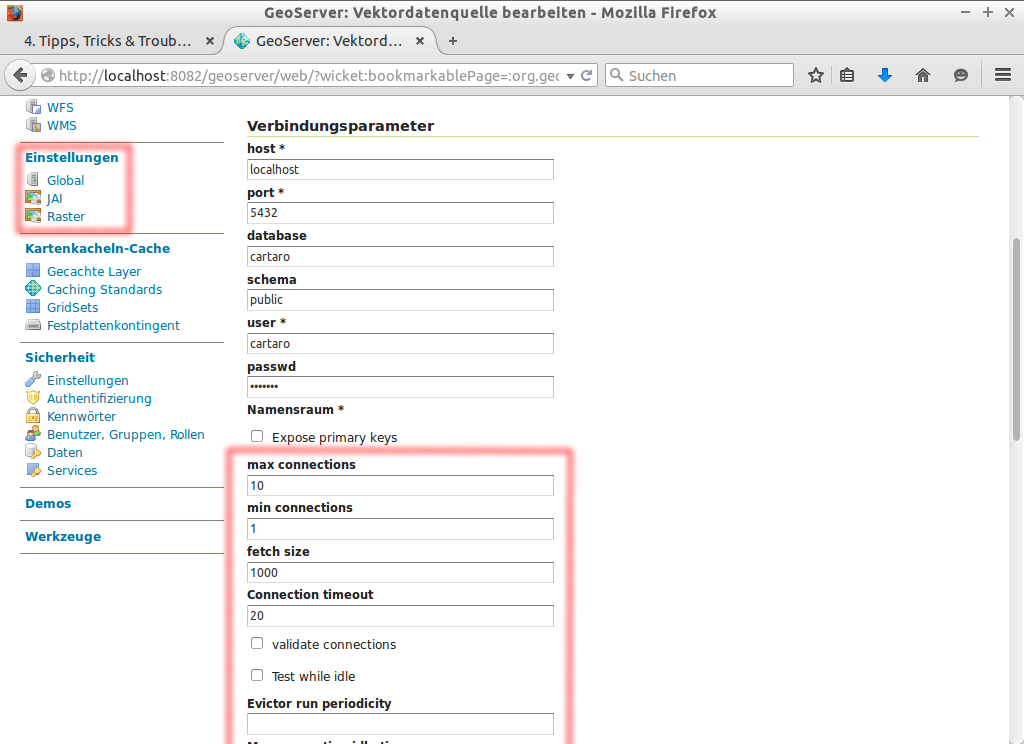 GeoServer: Vektordatenquelle bearbeiten - Mozilla Firefox
4. Tipps, Tricks & Troub...
GeoServer: Vektord...
http://localhost:8082/geoserver/web/?wicket:bookmarkablePage=:org.geo
Suchen
WFS
WMS
Einstellungen
Global
JAI
Raster
Kartenkacheln-Cache
Gecachte Layer
Caching Standards
GridSets
Festplattenkontingent
Sicherheit
Einstellungen
Authentifizierung
Kennwörter
Benutzer, Gruppen, Rollen
Daten
Services
Demos
Werkzeuge
Verbindungsparameter
host *
localhost
port *
5432
database
cartaro
schema
public
user *
cartaro
passwd
•••••••
Namensraum *
Expose primary keys
max connections
10
min connections
1
fetch size
1000
Connection timeout
20
validate connections
Test while idle
Evictor run periodicity